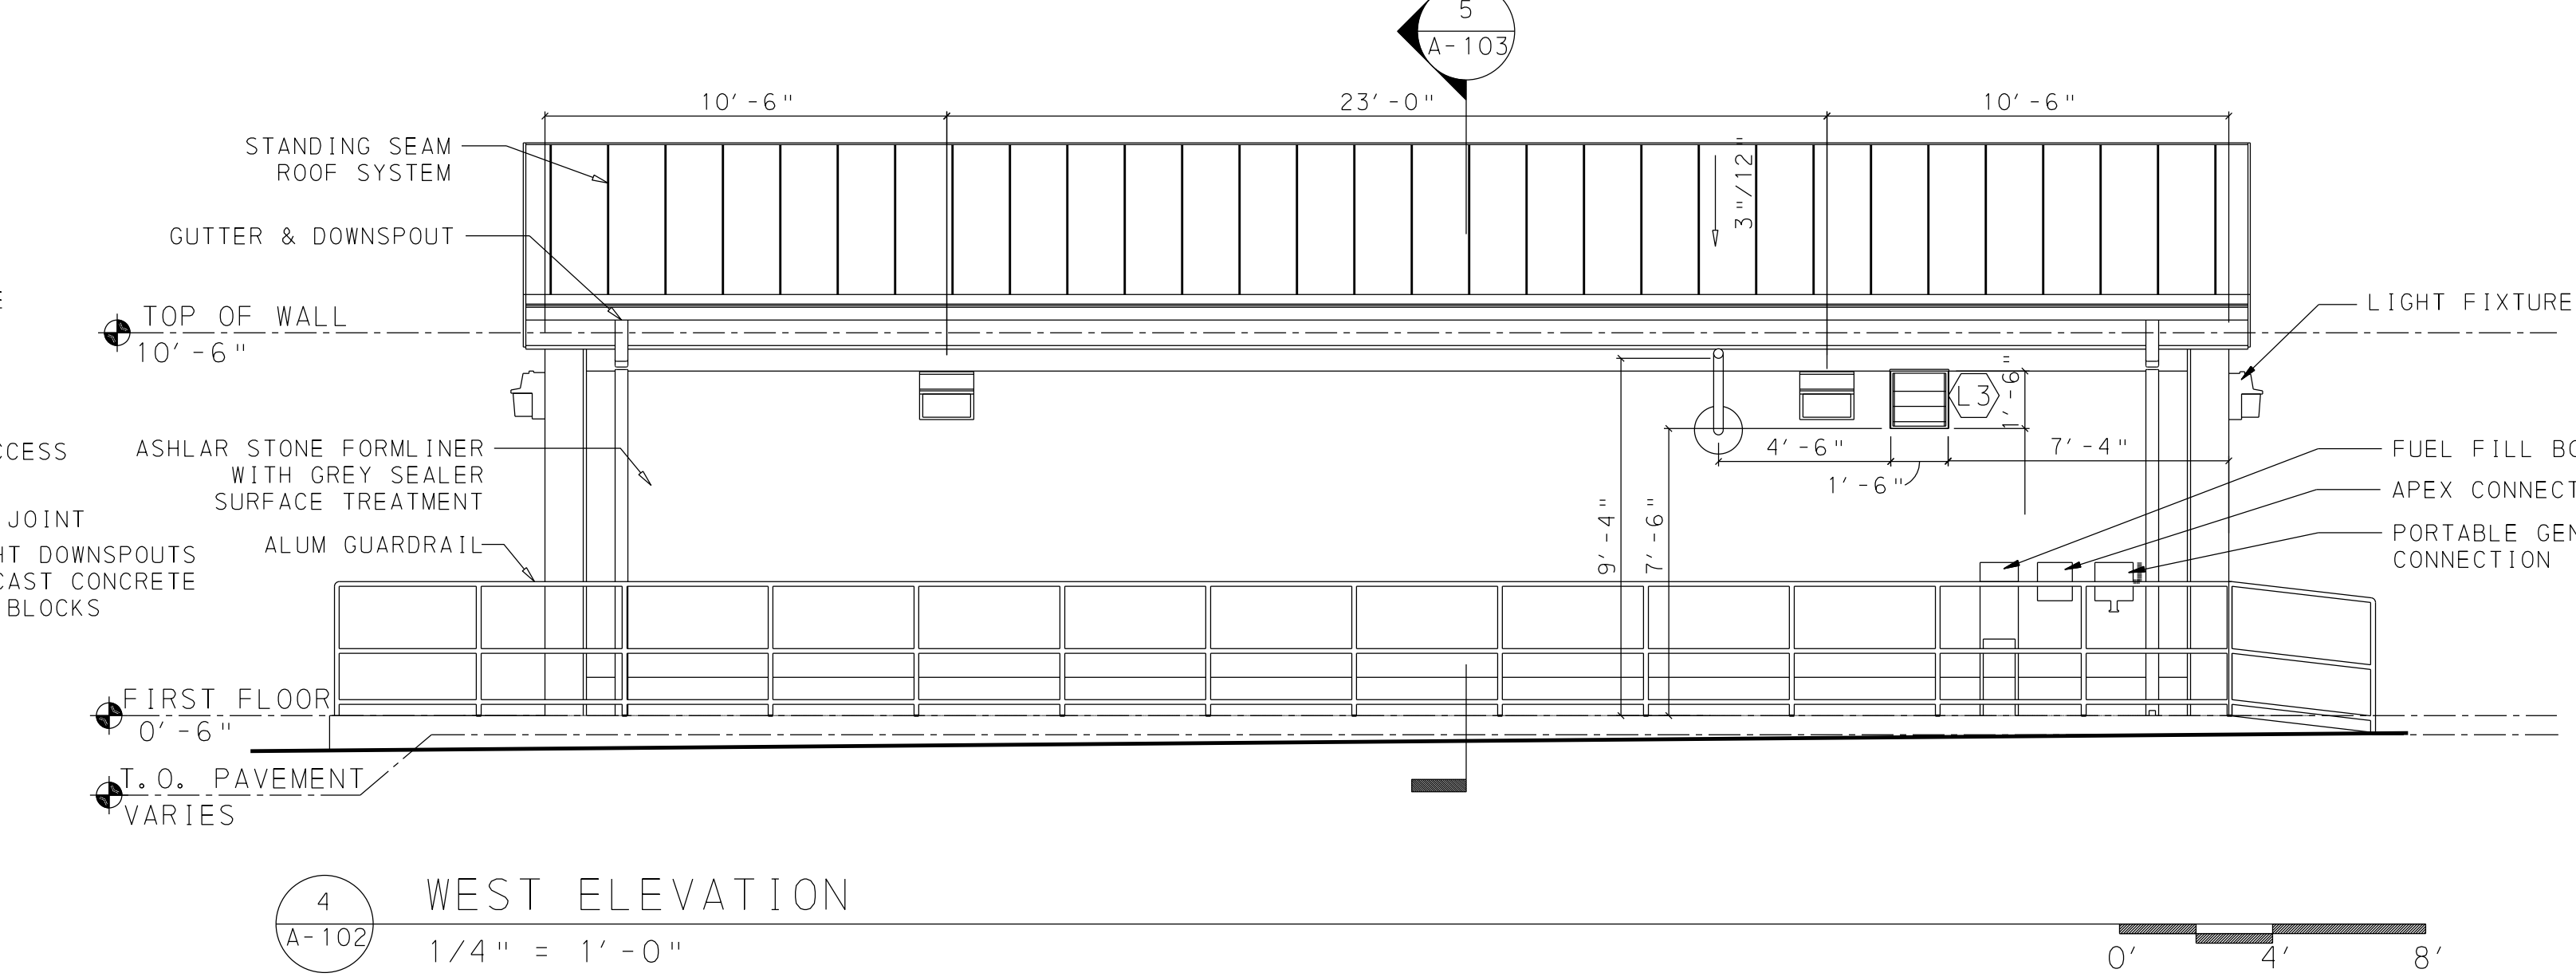 5
A-103
10'-6"
23'-0"
10'-6"
STANDING SEAM
ROOF SYSTEM
3"/12"
GUTTER & DOWNSPOUT
TOP OF WALL
10'-6"
LIGHT FIXTURE
1'-6"
L3
CCESS
ASHLAR STONE FORMLINER
WITH GREY SEALER
SURFACE TREATMENT
4'-6"
7'-4"
1'-6"
FUEL FILL BO
APEX CONNECT
PORTABLE GEN
CONNECTION
9'-4"
7'-6"
JOINT
HT DOWNSPOUTS
CAST CONCRETE
BLOCKS
ALUM GUARDRAIL
FIRST FLOOR
0'-6"
T.O. PAVEMENT
VARIES
4
A-102
WEST ELEVATION
1/4" = 1'-0"
0'
4'
8'